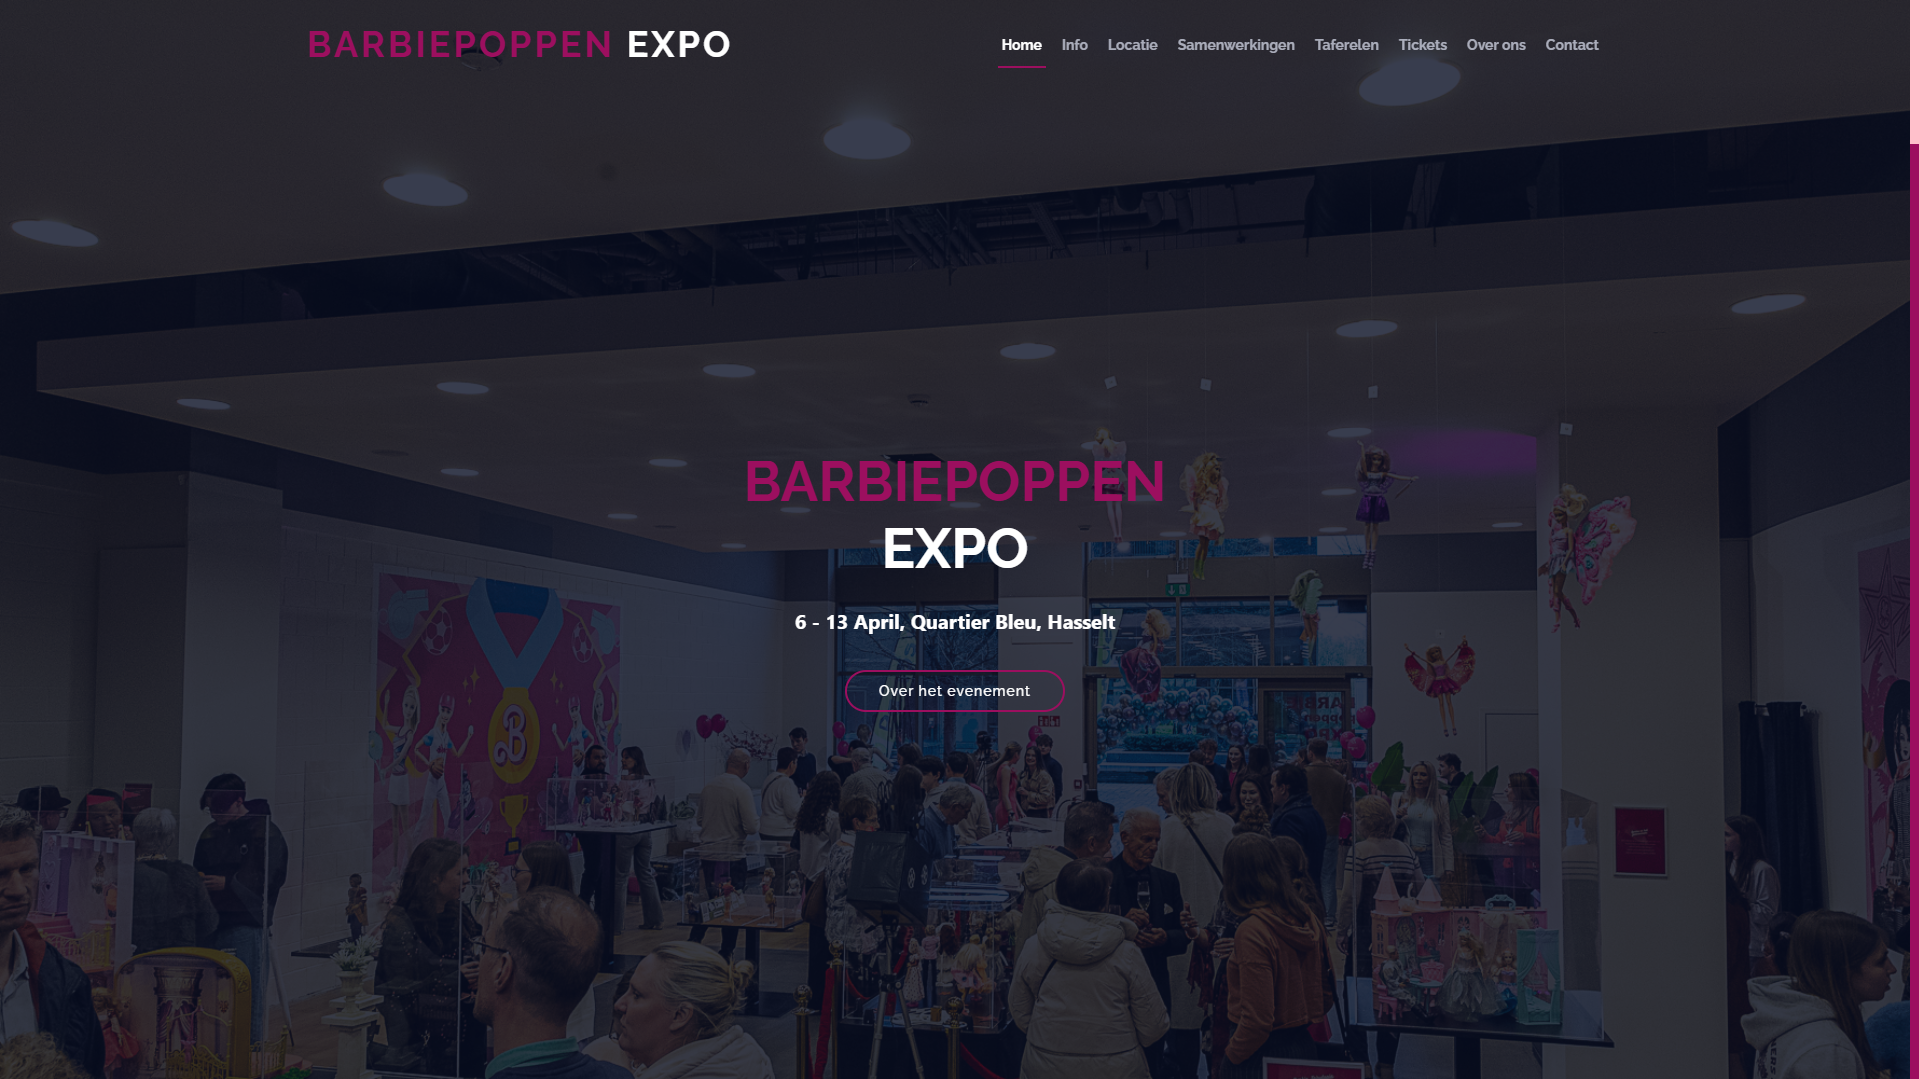 BARBIEPOPPEN EXPO
Home Info Locatie Samenwerkingen Taferelen Tickets Over ons Contact
BARBIEPOPPEN
EXPO
6 - 13 April, Quartier Bleu, Hasselt
Over het evenement
B